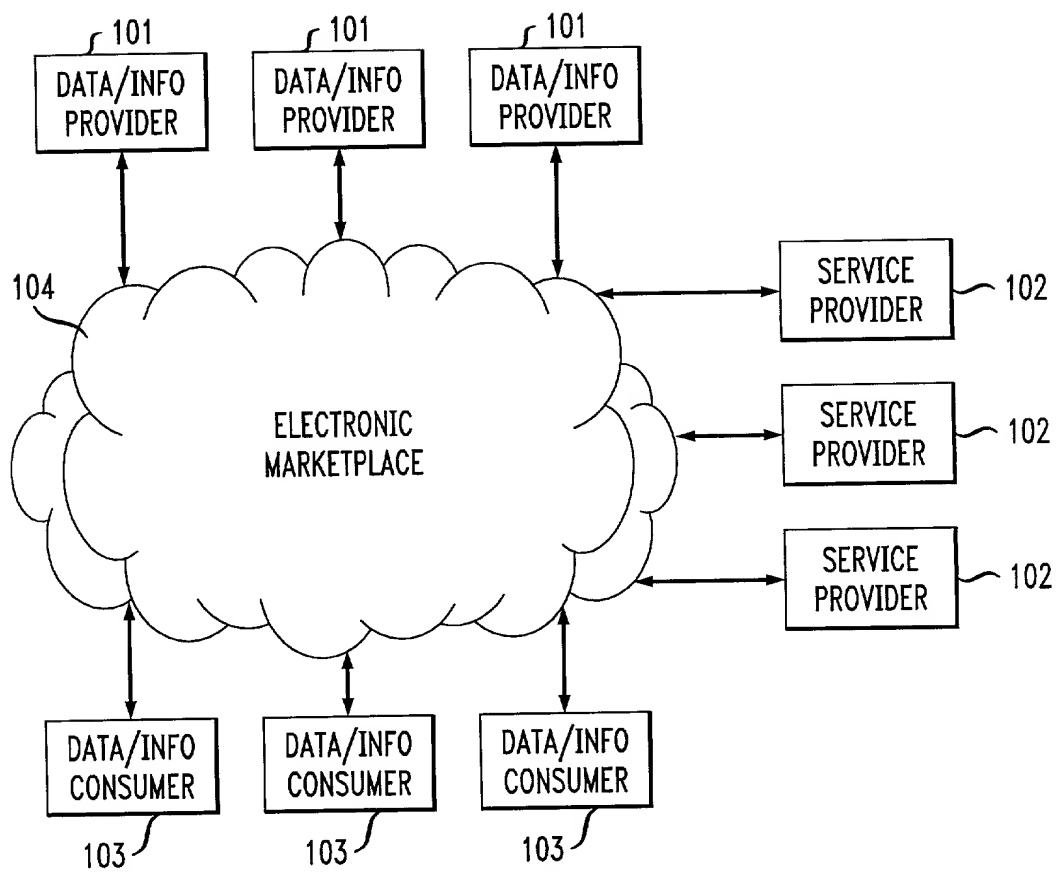 101
101
101
DATA/INFO
PROVIDER
DATA/INFO
PROVIDER
DATA/INFO
PROVIDER
104
SERVICE
PROVIDER
102
ELECTRONIC
MARKETPLACE
SERVICE
PROVIDER
102
SERVICE
PROVIDER
102
DATA/INFO
CONSUMER
DATA/INFO
CONSUMER
DATA/INFO
CONSUMER
103
103
103